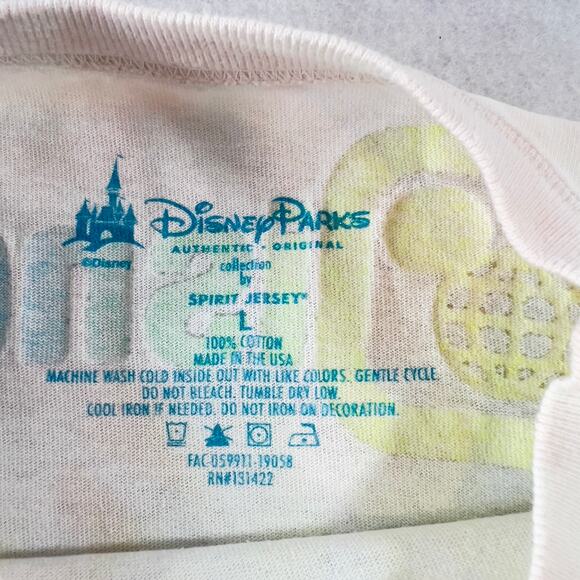 Disney Parks
AUTHENTIC • ORIGINAL
©Disney
collection
by
SPIRIT JERSEY®
L
100% COTTON
MADE IN THE USA
MACHINE WASH COLD INSIDE OUT WITH LIKE COLORS. GENTLE CYCLE.
DO NOT BLEACH. TUMBLE DRY LOW.
COOL IRON IF NEEDED. DO NOT IRON ON DECORATION.
FAC-059911-19058
RN#131422